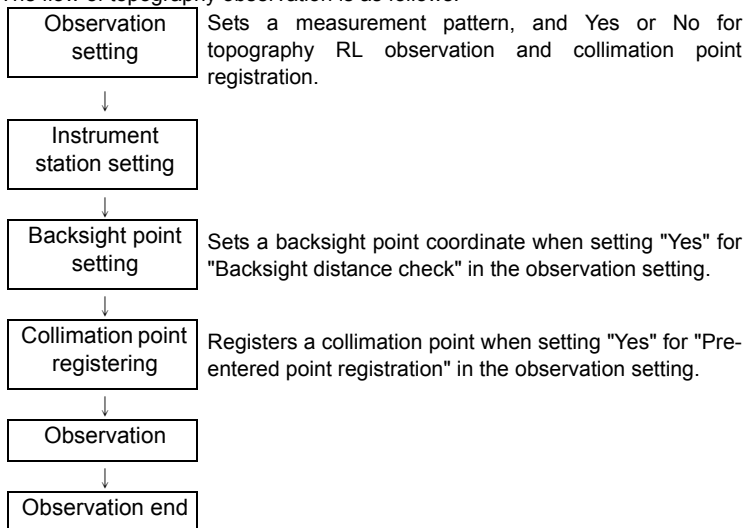 The flow of topography observation is as follows.
Observation
setting
Sets a measurement pattern, and Yes or No for
topography RL observation and collimation point
registration.
↓
Instrument
station setting
↓
Backsight point
setting
Sets a backsight point coordinate when setting "Yes" for
"Backsight distance check" in the observation setting.
↓
Collimation point
registering
Registers a collimation point when setting "Yes" for "Pre-
entered point registration" in the observation setting.
↓
Observation
↓
Observation end